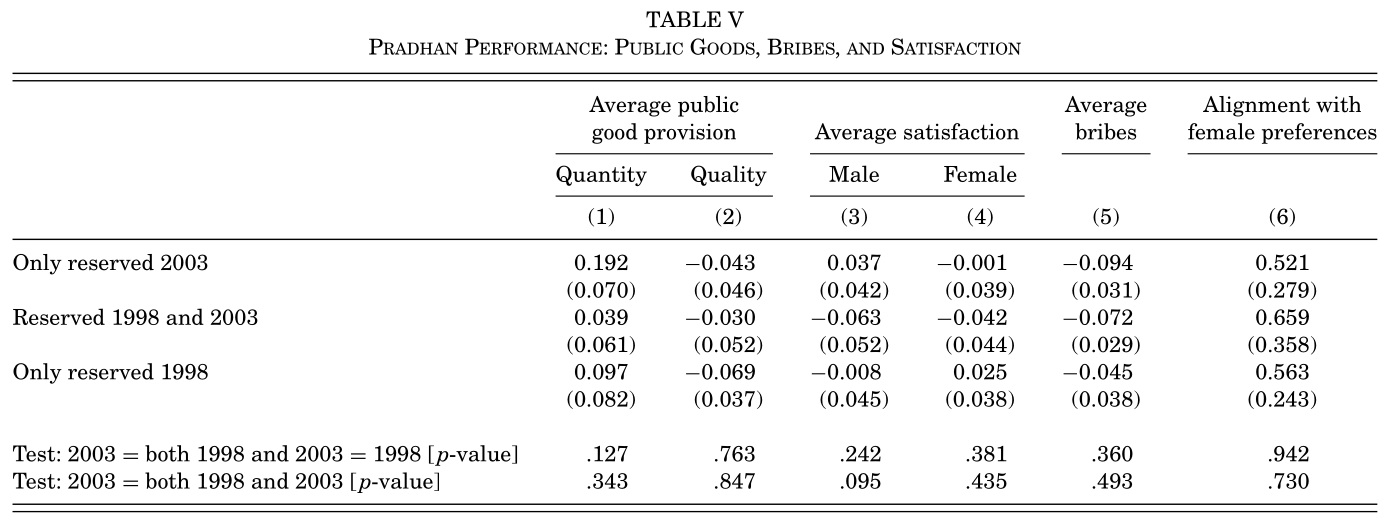 TABLE V
PRADHAN PERFORMANCE: PUBLIC GOODS, BRIBES, AND SATISFACTION
Average public good provision Average satisfaction Average bribes Alignment with female preferences
Quantity Quality Male Female
(1) (2) (3) (4) (5) (6)
Only reserved 2003 0.192 −0.043 0.037 −0.001 −0.094 0.521
(0.070) (0.046) (0.042) (0.039) (0.031) (0.279)
Reserved 1998 and 2003 0.039 −0.030 −0.063 −0.042 −0.072 0.659
(0.061) (0.052) (0.052) (0.044) (0.029) (0.358)
Only reserved 1998 0.097 −0.069 −0.008 0.025 −0.045 0.563
(0.082) (0.037) (0.045) (0.038) (0.038) (0.243)
Test: 2003 = both 1998 and 2003 = 1998 [p-value] .127 .763 .242 .381 .360 .942
Test: 2003 = both 1998 and 2003 [p-value] .343 .847 .095 .435 .493 .730